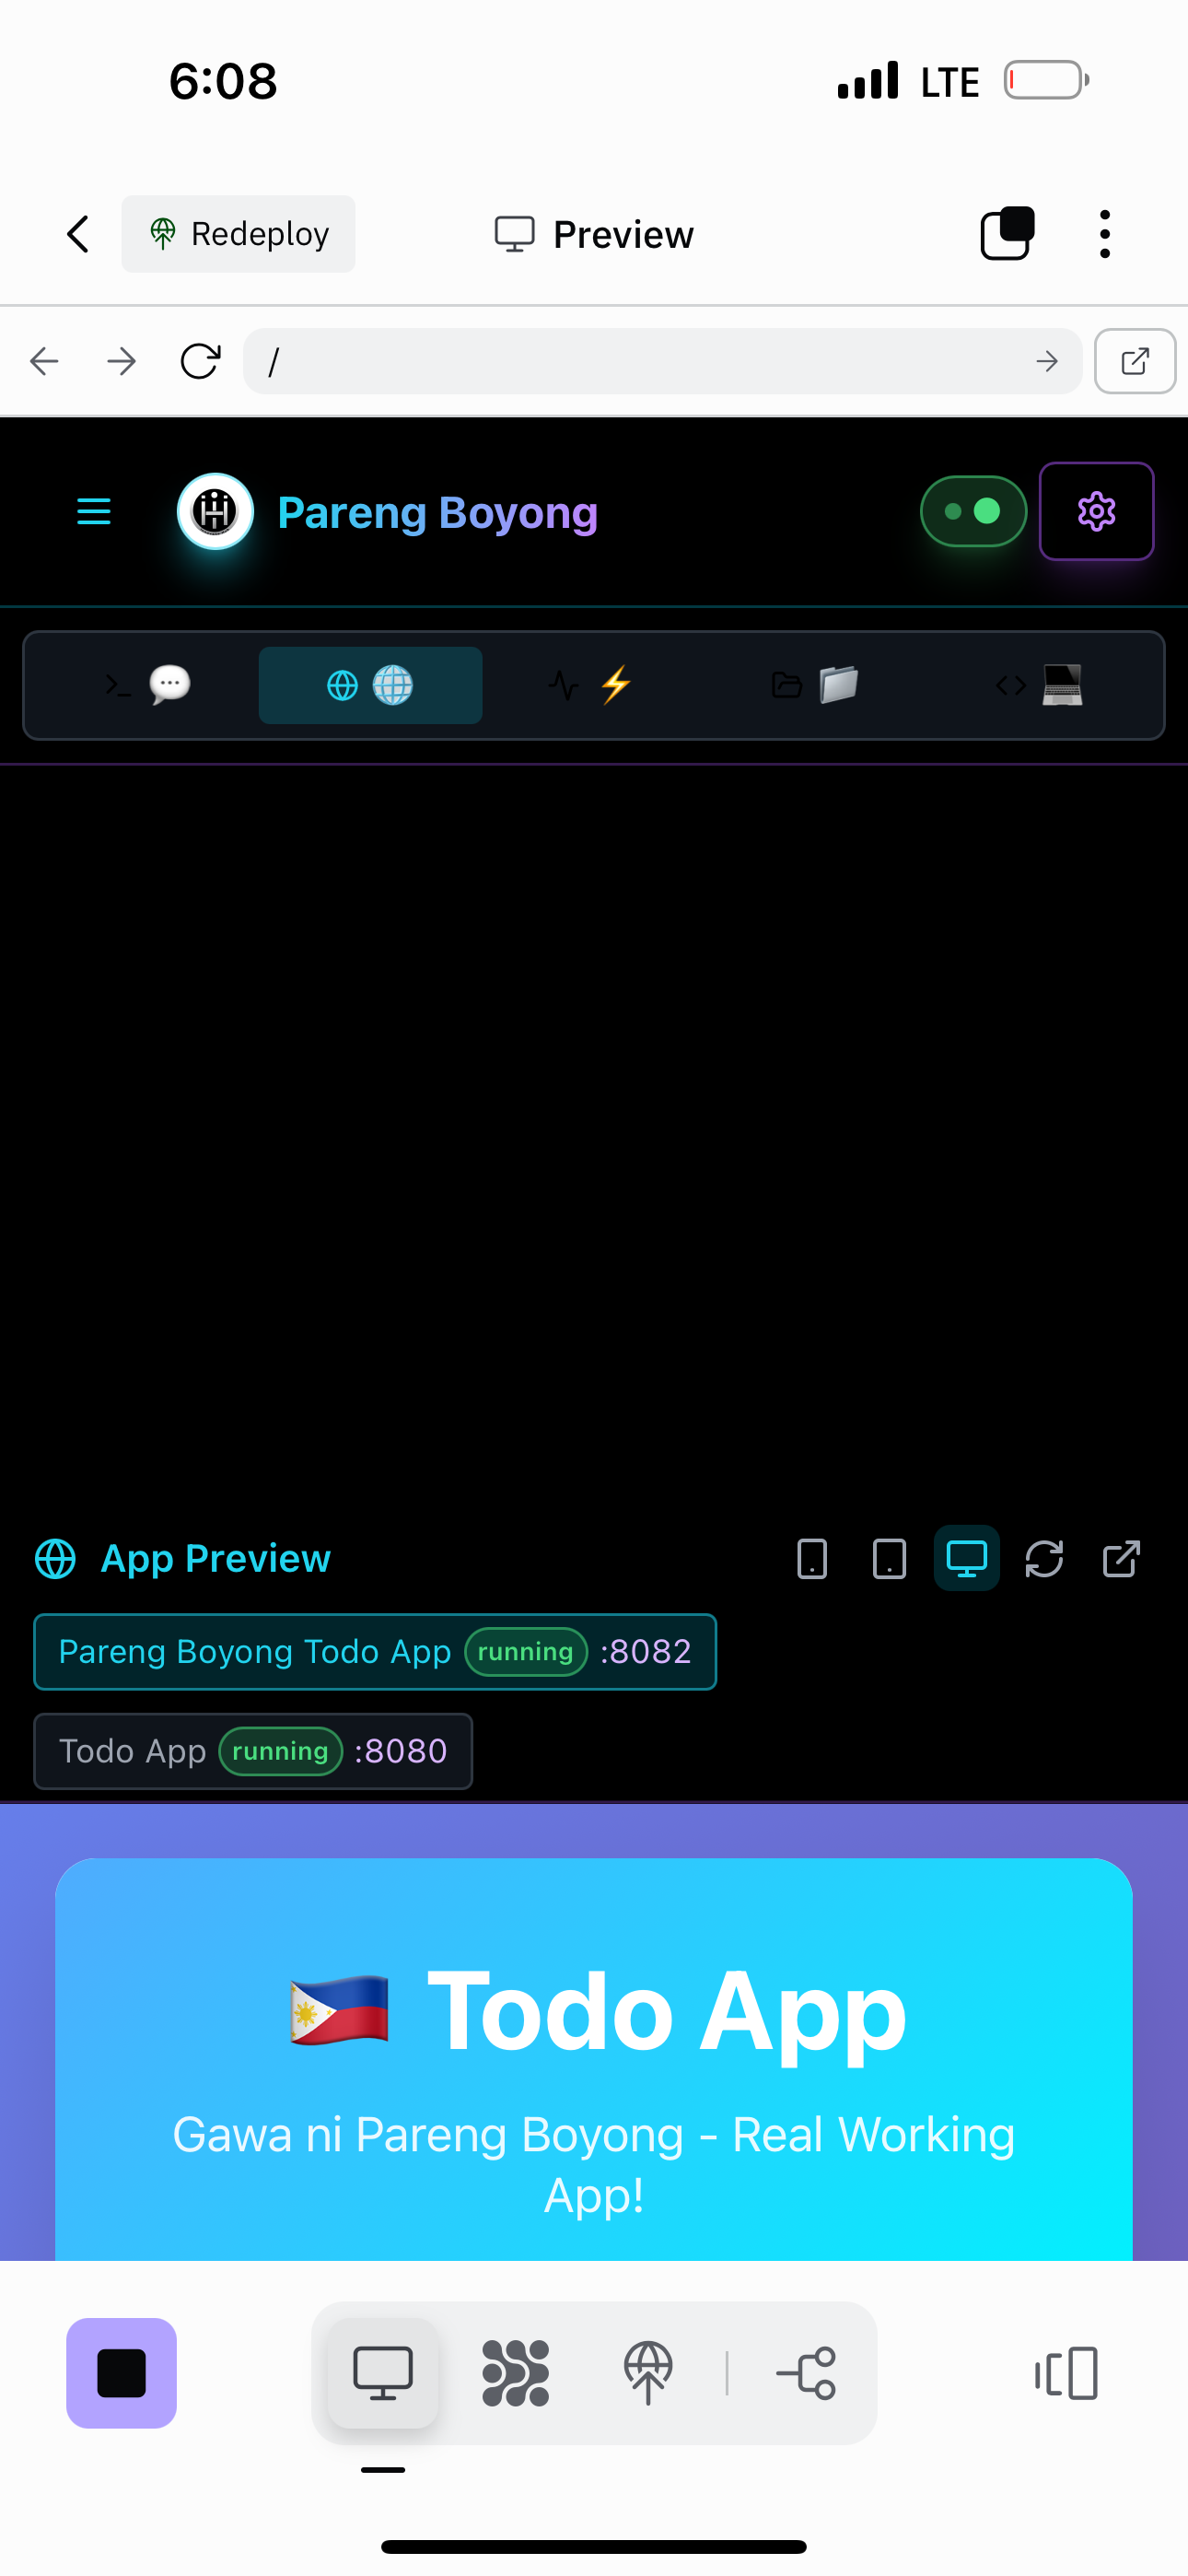 6:08
LTE
Redeploy
Preview
/
Pareng Boyong
App Preview
Pareng Boyong Todo App running :8082
Todo App running :8080
🇵🇭 Todo App
Gawa ni Pareng Boyong - Real Working
App!